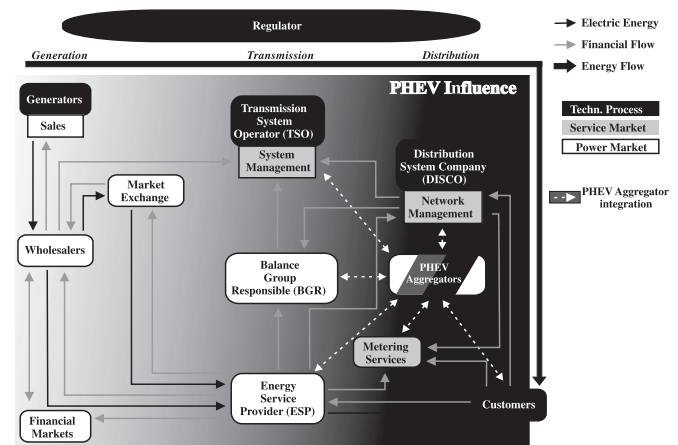 Regulator
Generation
Transmission
Distribution
Electric Energy
Financial Flow
Energy Flow
PHEV Influence
Techn. Process
Service Market
Power Market
PHEV Aggregator
integration
Generators
Sales
Transmission
System
Operator (TSO)
System
Management
Distribution
System Company
(DISCO)
Network
Management
Market
Exchange
Wholesalers
Balance
Group
Responsible (BGR)
PHEV
Aggregators
Metering
Services
Energy
Service
Provider (ESP)
Customers
Financial
Markets